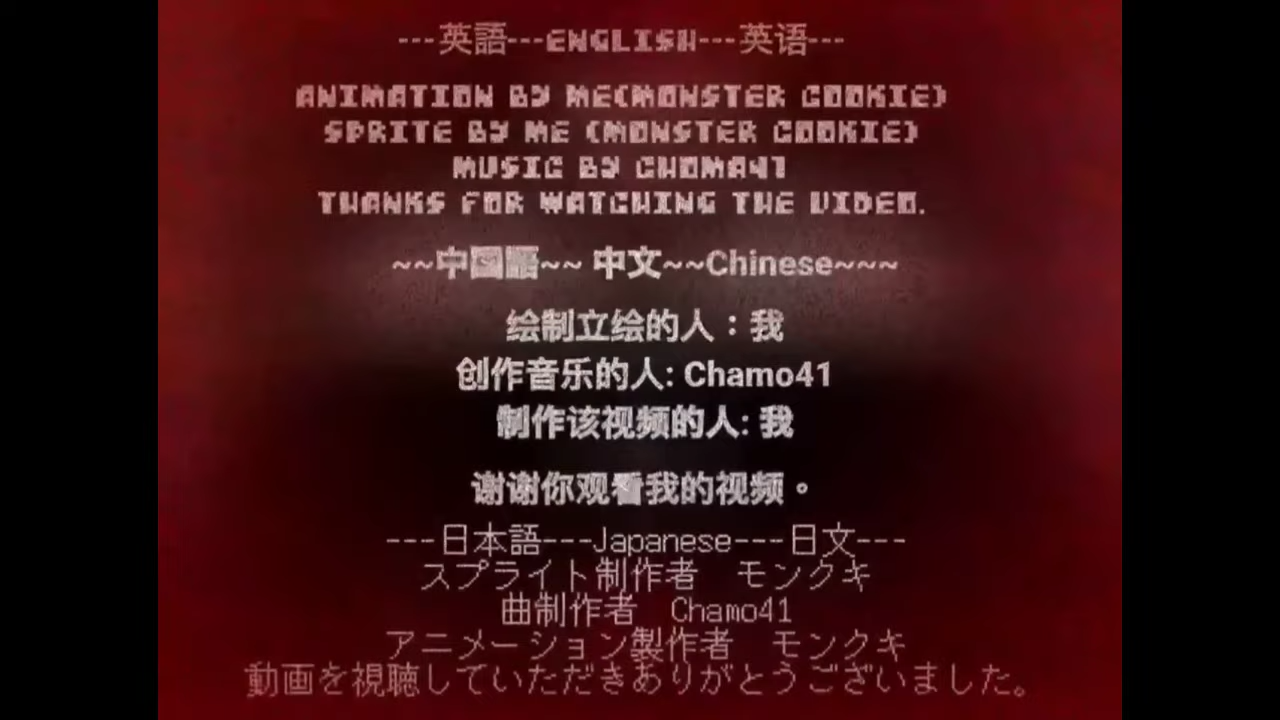 ---英語---ENGLISH---英语---
ANIMATION BY ME(MONSTER COOKIE)
SPRITE BY ME (MONSTER COOKIE)
MUSIC BY CHOMA41
THANKS FOR WATCHING THE VIDEO.
~~中国語~~ 中文~~Chinese~~~
绘制立绘的人：我
创作音乐的人: Chamo41
制作该视频的人: 我
谢谢你观看我的视频。
---日本語---Japanese---日文---
スプライト制作者　モンクキ
曲制作者　Chamo41
アニメーション製作者　モンクキ
動画を視聴していただきありがとうございました。